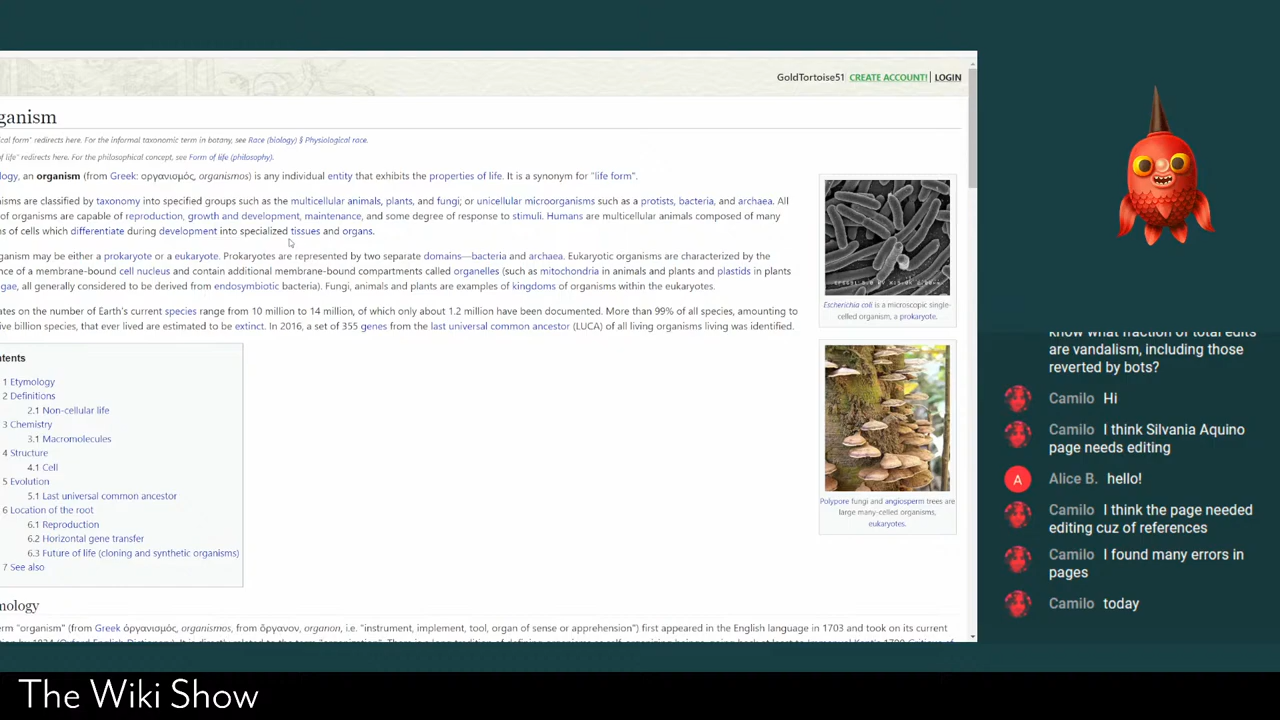 GoldTortoise51 CREATE ACCOUNT! LOGIN
ganism
cal form" redirects here. For the informal taxonomic term in botany, see Race (biology) § Physiological race.
of life" redirects here. For the philosophical concept, see Form of life (philosophy).
logy, an organism (from Greek: οργανισμός, organismos) is any individual entity that exhibits the properties of life. It is a synonym for "life form".
isms are classified by taxonomy into specified groups such as the multicellular animals, plants, and fungi; or unicellular microorganisms such as a protists, bacteria, and archaea. All
of organisms are capable of reproduction, growth and development, maintenance, and some degree of response to stimuli. Humans are multicellular animals composed of many
ns of cells which differentiate during development into specialized tissues and organs.
ganism may be either a prokaryote or a eukaryote. Prokaryotes are represented by two separate domains—bacteria and archaea. Eukaryotic organisms are characterized by the
nce of a membrane-bound cell nucleus and contain additional membrane-bound compartments called organelles (such as mitochondria in animals and plants and plastids in plants
gae, all generally considered to be derived from endosymbiotic bacteria). Fungi, animals and plants are examples of kingdoms of organisms within the eukaryotes.
ates on the number of Earth's current species range from 10 million to 14 million, of which only about 1.2 million have been documented. More than 99% of all species, amounting to
ive billion species, that ever lived are estimated to be extinct. In 2016, a set of 355 genes from the last universal common ancestor (LUCA) of all living organisms living was identified.
Escherichia coli is a microscopic single-
celled organism, a prokaryote.
Polypore fungi and angiosperm trees are
large many-celled organisms,
eukaryotes.
ntents
1 Etymology
2 Definitions
2.1 Non-cellular life
3 Chemistry
3.1 Macromolecules
4 Structure
4.1 Cell
5 Evolution
5.1 Last universal common ancestor
6 Location of the root
6.1 Reproduction
6.2 Horizontal gene transfer
6.3 Future of life (cloning and synthetic organisms)
7 See also
mology
erm "organism" (from Greek ὀργανισμός, organismos, from ὄργανον, organon, i.e. "instrument, implement, tool, organ of sense or apprehension") first appeared in the English language in 1703 and took on its current
know what fraction of total edits
are vandalism, including those
reverted by bots?
Camilo Hi
Camilo I think Silvania Aquino
page needs editing
A Alice B. hello!
Camilo I think the page needed
editing cuz of references
Camilo I found many errors in
pages
Camilo today
The Wiki Show